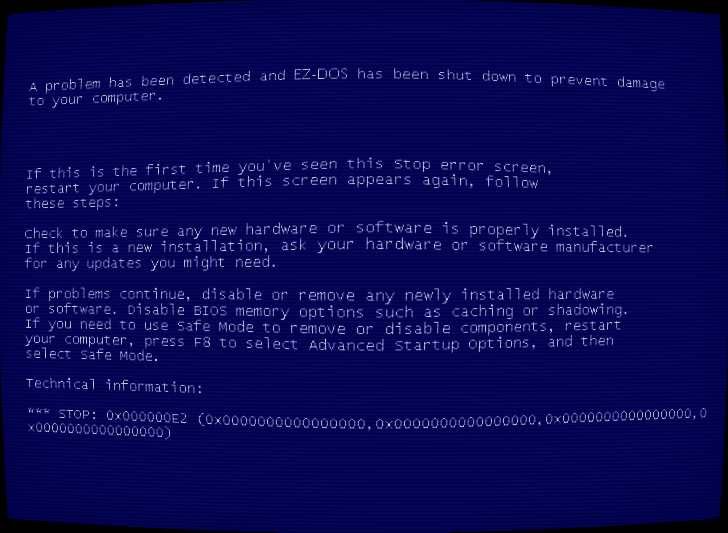 A problem has been detected and EZ-DOS has been shut down to prevent damage
to your computer.
If this is the first time you've seen this Stop error screen,
restart your computer. If this screen appears again, follow
these steps:
Check to make sure any new hardware or software is properly installed.
If this is a new installation, ask your hardware or software manufacturer
for any updates you might need.
If problems continue, disable or remove any newly installed hardware
or software. Disable BIOS memory options such as caching or shadowing.
If you need to use Safe Mode to remove or disable components, restart
your computer, press F8 to select Advanced Startup Options, and then
select Safe Mode.
Technical information:
*** STOP: 0x000000E2 (0x0000000000000000,0x0000000000000000,0x0000000000000000,0
x0000000000000000)